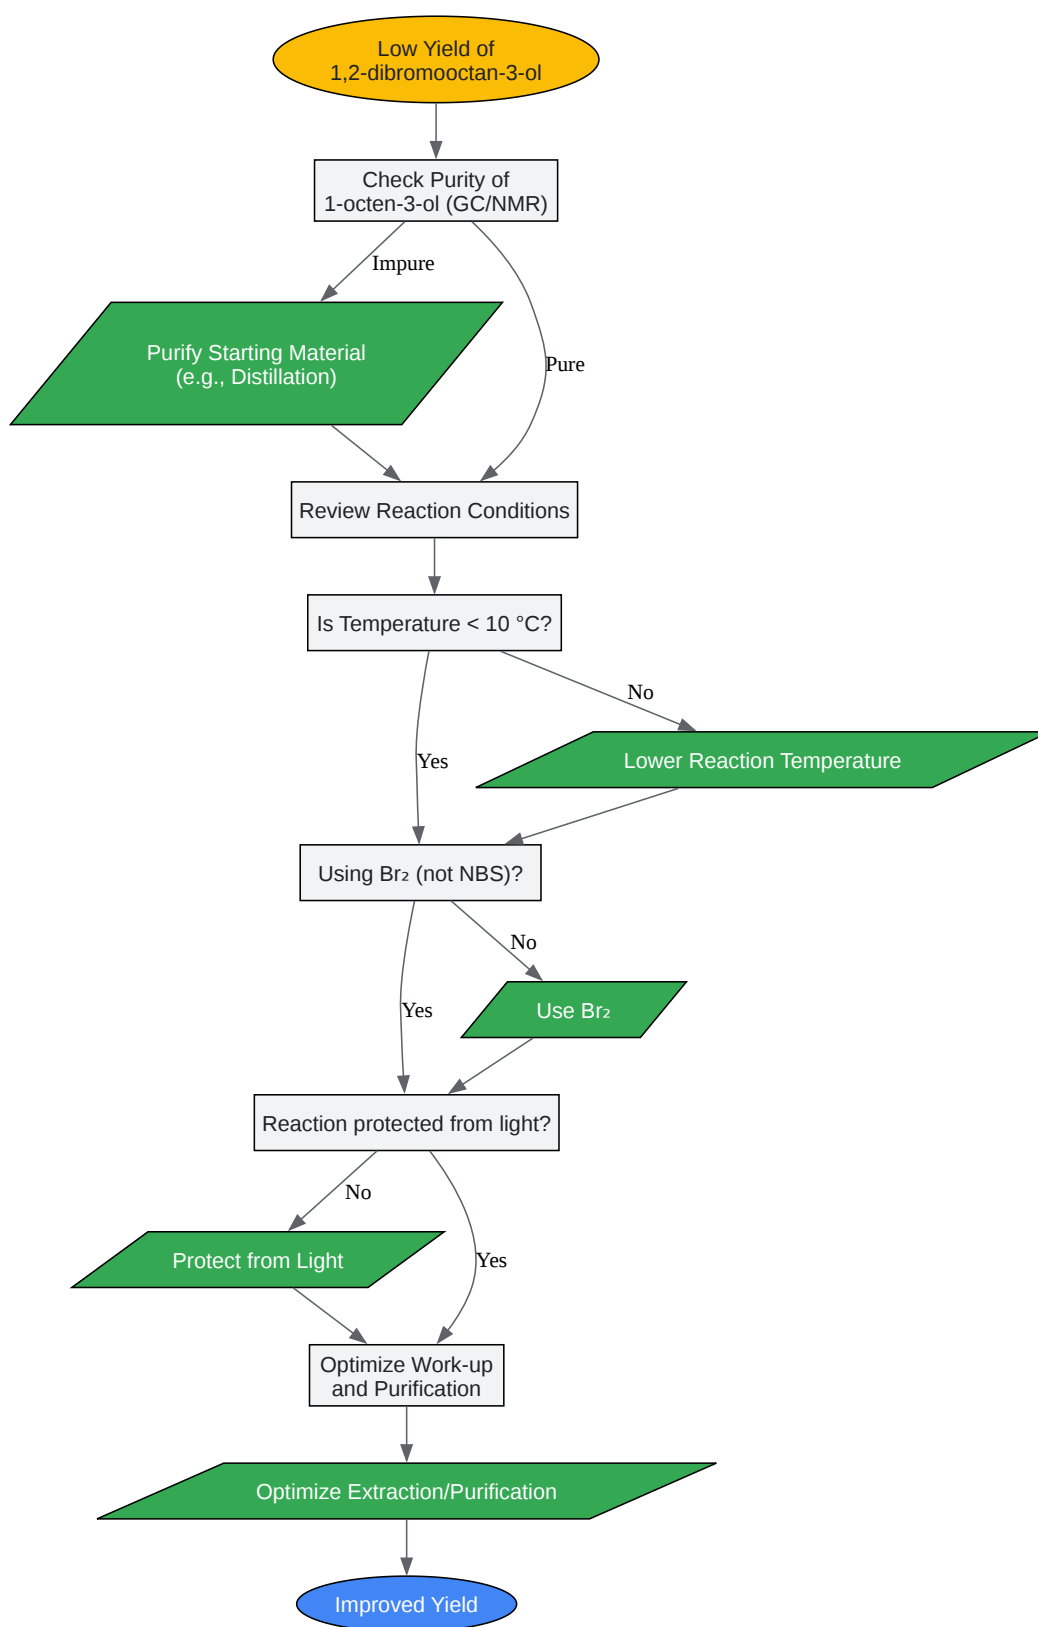 Low Yield of
1,2-dibromooctan-3-ol
Check Purity of
1-octen-3-ol (GC/NMR)
Impure
Purify Starting Material
(e.g., Distillation)
Pure
Review Reaction Conditions
Is Temperature < 10 °C?
No
Yes
Lower Reaction Temperature
Using Br₂ (not NBS)?
No
Yes
Use Br₂
Reaction protected from light?
No
Protect from Light
Yes
Optimize Work-up
and Purification
Optimize Extraction/Purification
Improved Yield